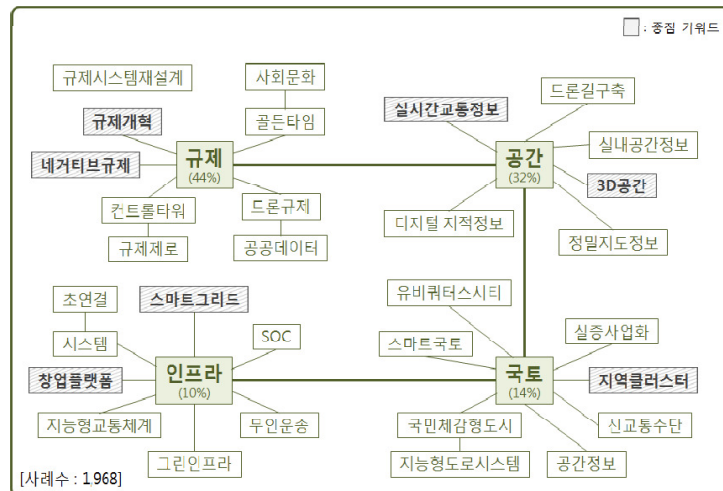 : 중점 기워드
규제시스템재설계
사회문화
골든타임
규제개혁
네거티브규제
규제
(44%)
컨트롤타워
규제제로
드론규제
공공데이터
실시간교통정보
드론길구축
공간
(32%)
실내공간정보
3D공간
디지털 지적정보
정밀지도정보
초연결
시스템
스마트그리드
SOC
창업플랫폼
인프라
(10%)
지능형교통체계
무인운송
그린인프라
유비쿼터스시티
스마트국토
실증사업화
국토
(14%)
지역클러스터
국민체감형도시
신교통수단
지능형도로시스템
공간정보
[사례수 : 1,968]